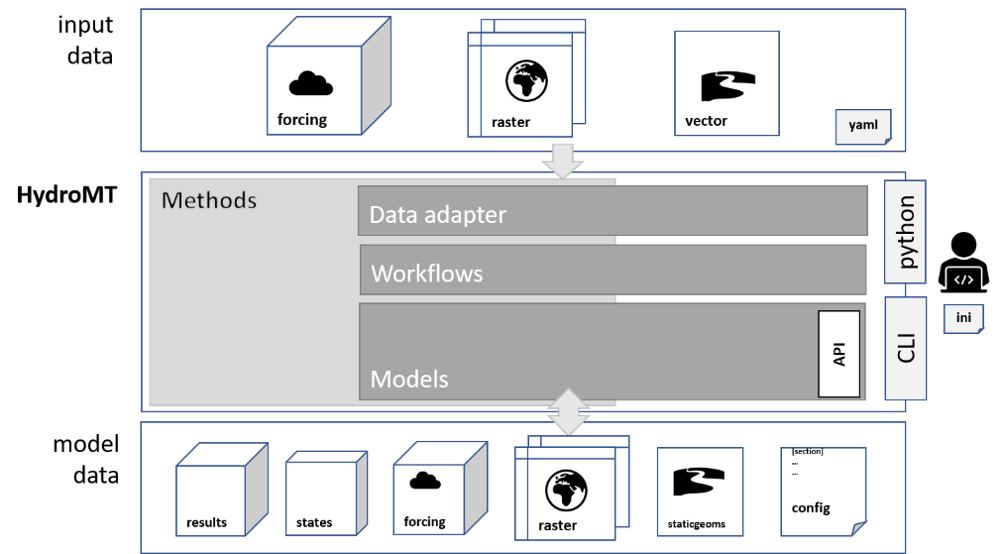 input
data
forcing
raster
vector
yaml
HydroMT
Methods
Data adapter
Workflows
Models
API
python
CLI
</>
ini
model
data
results
states
forcing
raster
staticgeoms
[section]
...
...
config